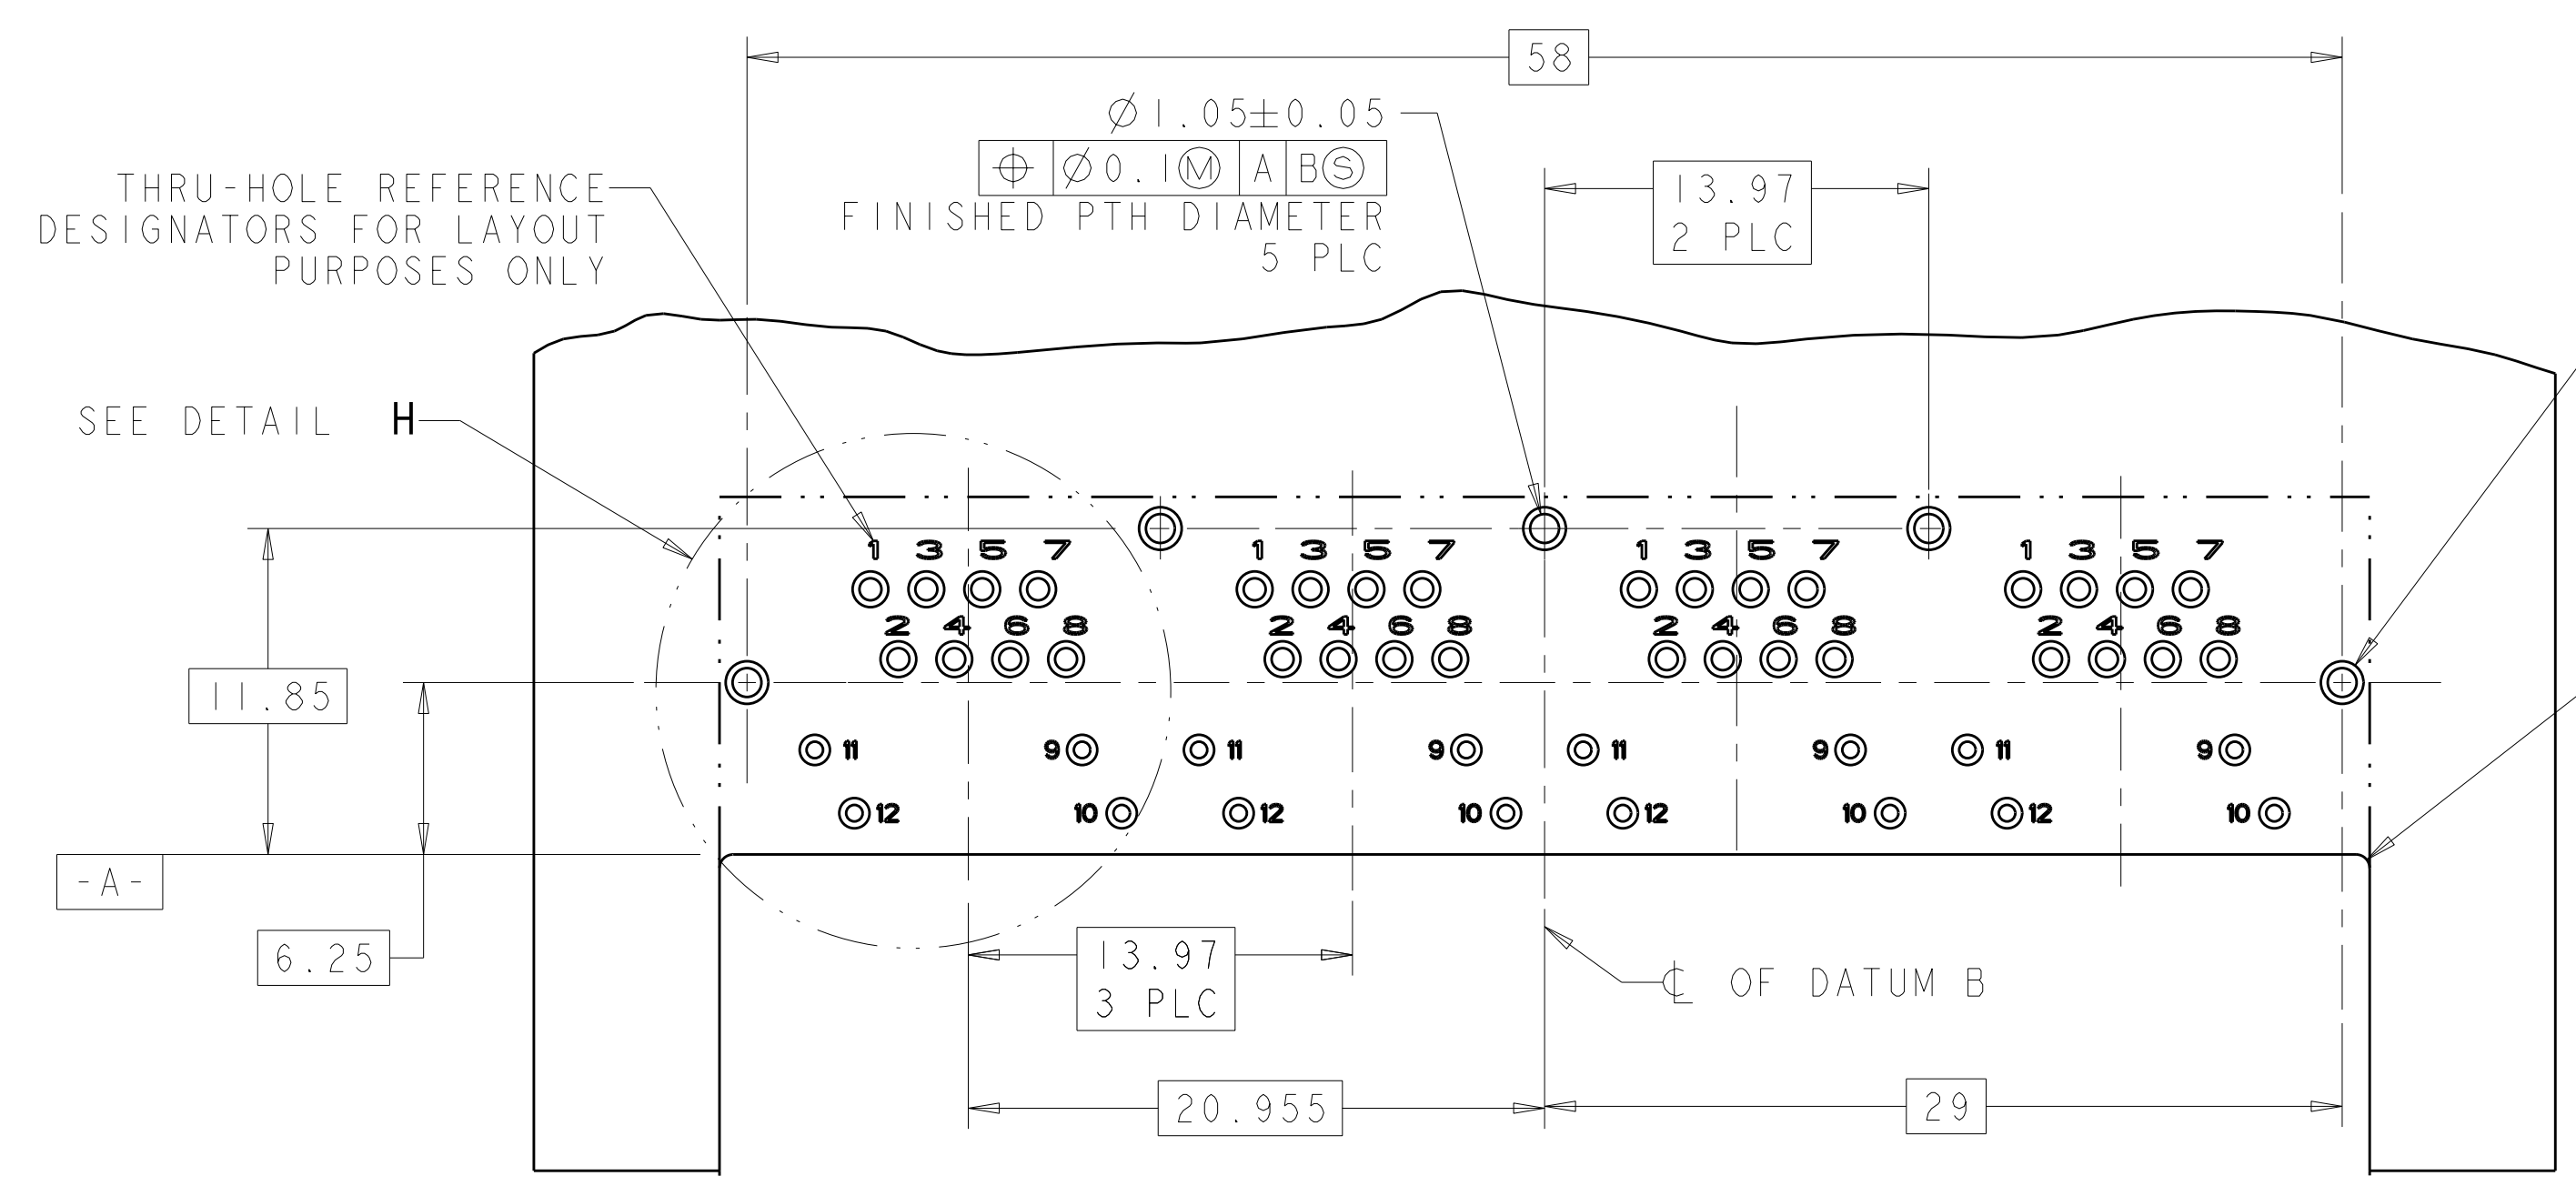 58
∅1.05±0.05
⌖ ∅0.1Ⓜ A BⓈ
FINISHED PTH DIAMETER
5 PLC
13.97
2 PLC
THRU-HOLE REFERENCE
DESIGNATORS FOR LAYOUT
PURPOSES ONLY
SEE DETAIL H
1 3 5 7 1 3 5 7 1 3 5 7 1 3 5 7
2 4 6 8 2 4 6 8 2 4 6 8 2 4 6 8
11.85
11 9 11 9 11 9 11 9
12 10 12 10 12 10 12 10
-A-
6.25
13.97
3 PLC
℄ OF DATUM B
20.955
29